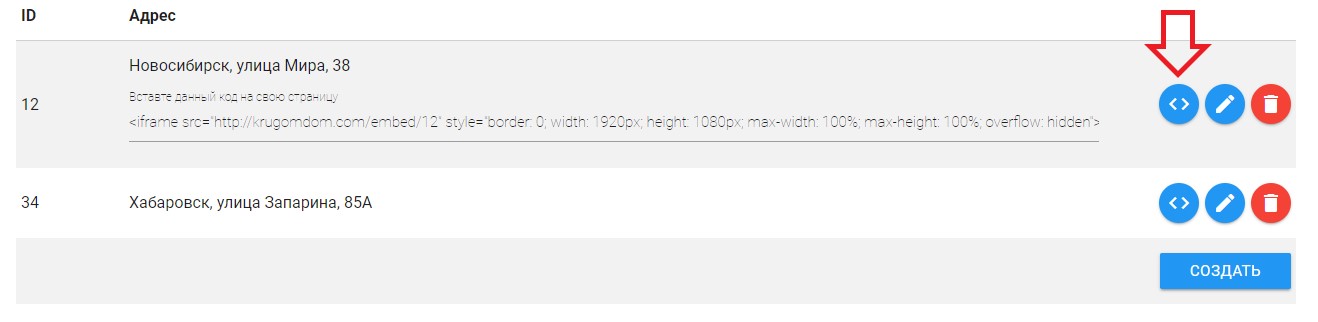 ID Адрес
Новосибирск, улица Мира, 38
12
Вставте данный код на свою страницу
<iframe src="http://krugomdom.com/embed/12" style="border: 0; width: 1920px; height: 1080px; max-width: 100%; max-height: 100%; overflow: hidden">
34 Хабаровск, улица Запарина, 85А
СОЗДАТЬ